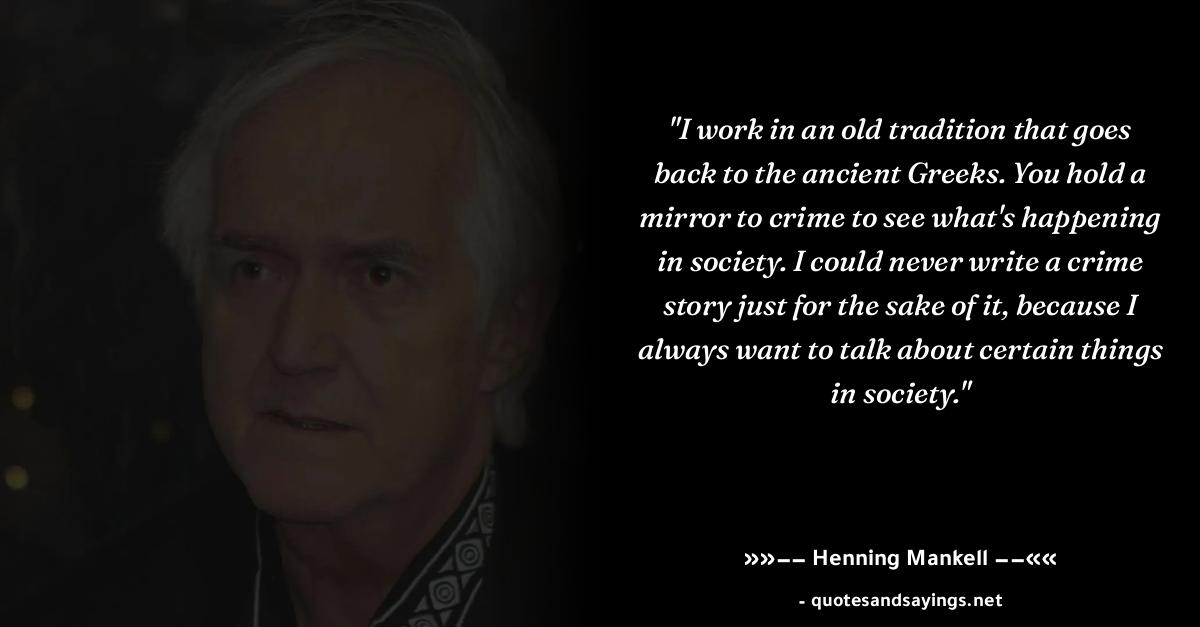 "I work in an old tradition that goes
back to the ancient Greeks. You hold a
mirror to crime to see what's happening
in society. I could never write a crime
story just for the sake of it, because I
always want to talk about certain things
in society."
»»–– Henning Mankell ––««
- quotesandsayings.net